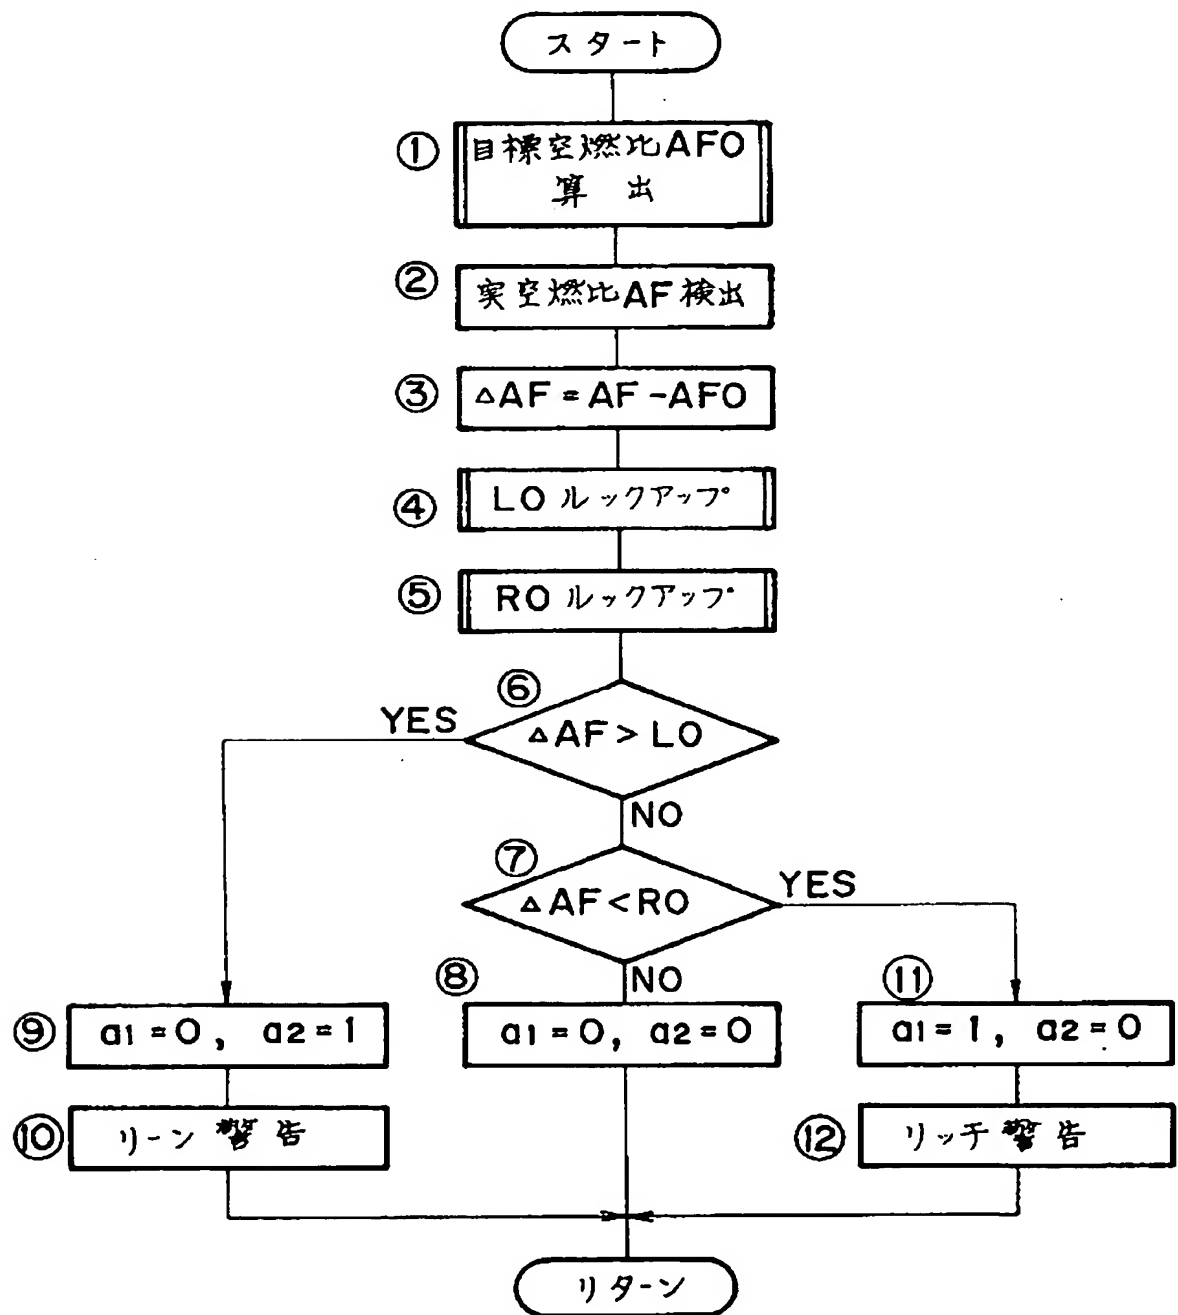 スタート
①
目標空燃比AFO
算出
②
実空燃比AF検出
③
△AF=AF-AFO
④
LOルックアップ
⑤
ROルックアップ
⑥
YES
△AF>LO
NO
⑦
△AF<RO
YES
NO
⑨
a1=0, a2=1
⑧
a1=0, a2=0
⑪
a1=1, a2=0
⑩
リーン警告
⑫
リッチ警告
リターン